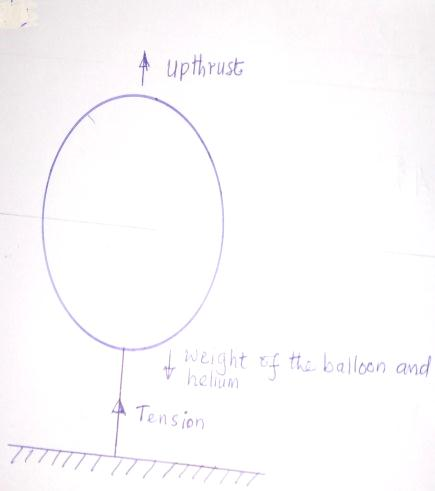 upthrust
weight of the balloon and
helium
Tension